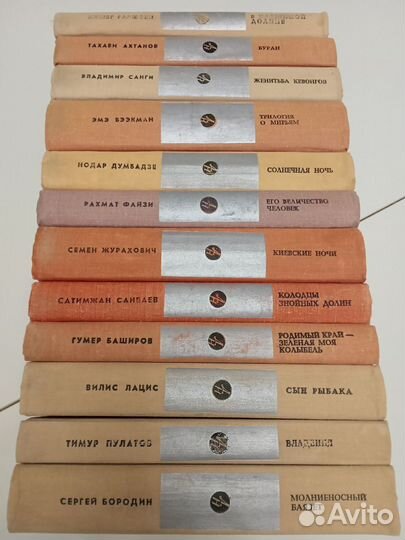 ДОЛИНЕ
ТАХАВИ АХТАНОВ
БУРАН
ВЛАДИМИР САНГИ
ЖЕНИТЬБА КЕВОНГОВ
ЭМЭ БЭЭКМАН
ТРИЛОГИЯ
О МИРЬЯМ
НОДАР ДУМБАДЗЕ
СОЛНЕЧНАЯ НОЧЬ
РАХМАТ ФАЙЗИ
ЕГО ВЕЛИЧЕСТВО
ЧЕЛОВЕК
СЕМЕН ЖУРАХОВИЧ
КИЕВСКИЕ НОЧИ
САТИМЖАН САНБАЕВ
КОЛОДЦЫ
ЗНОЙНЫХ ДОЛИН
ГУМЕР БАШИРОВ
РОДИМЫЙ КРАЙ —
ЗЕЛЕНАЯ МОЯ
КОЛЫБЕЛЬ
ВИЛИС ЛАЦИС
СЫН РЫБАКА
ТИМУР ПУЛАТОВ
ВЛАДЕНИЯ
СЕРГЕЙ БОРОДИН
МОЛНИЕНОСНЫЙ
БАЯЗЕТ
Avito